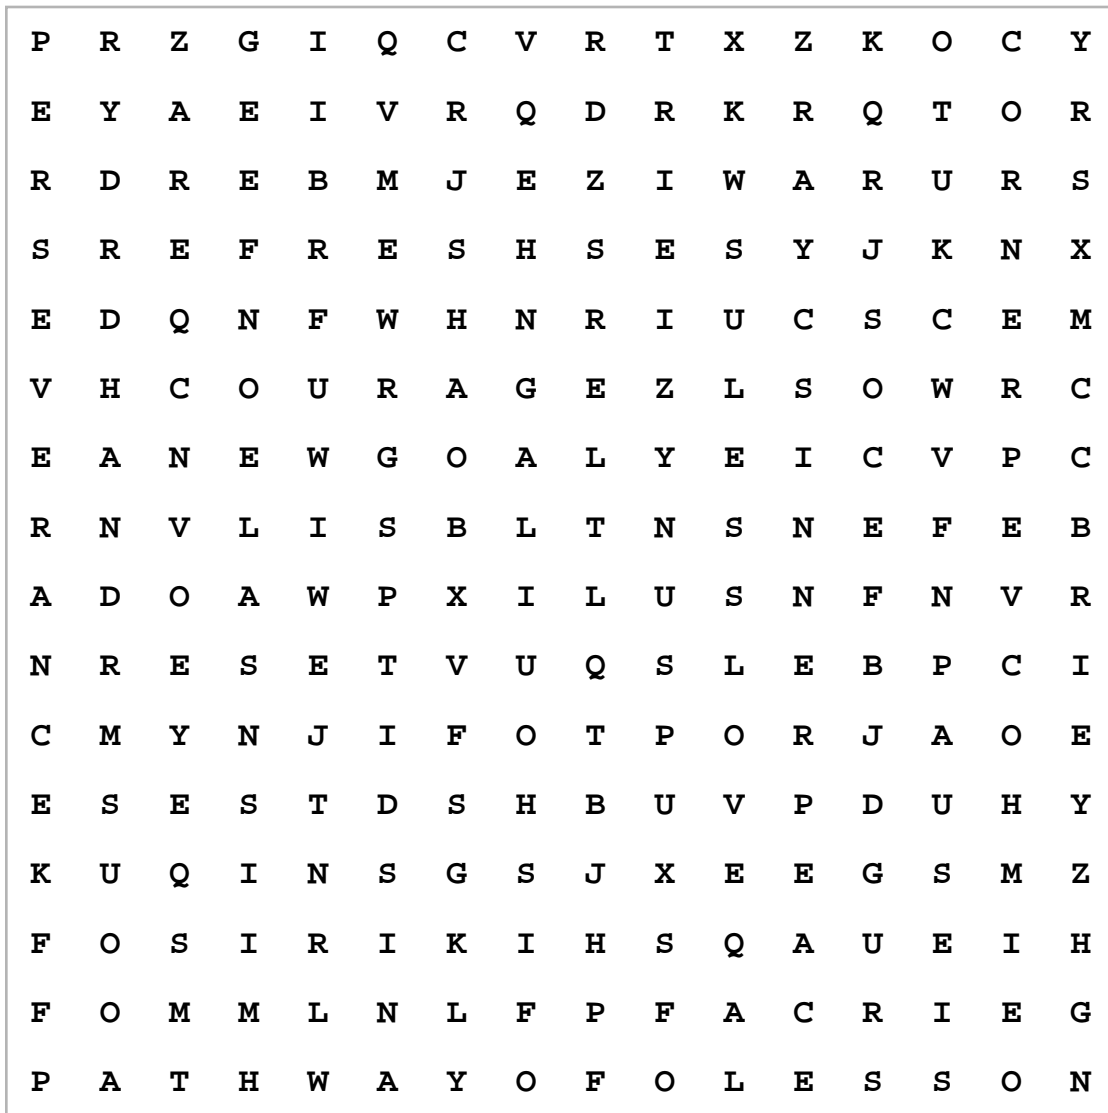 P R Z G I Q C V R T X Z K O C Y
E Y A E I V R Q D R K R Q T O R
R D R E B M J E Z I W A R U R S
S R E F R E S H S E S Y J K N X
E D Q N F W H N R I U C S C E M
V H C O U R A G E Z L S O W R C
E A N E W G O A L Y E I C V P C
R N V L I S B L T N S N E F E B
A D O A W P X I L U S N F N V R
N R E S E T V U Q S L E B P C I
C M Y N J I F O T P O R J A O E
E S E S T D S H B U V P D U H Y
K U Q I N S G S J X E E G S M Z
F O S I R I K I H S Q A U E I H
F O M M L N L F P F A C R I E G
P A T H W A Y O F O L E S S O N